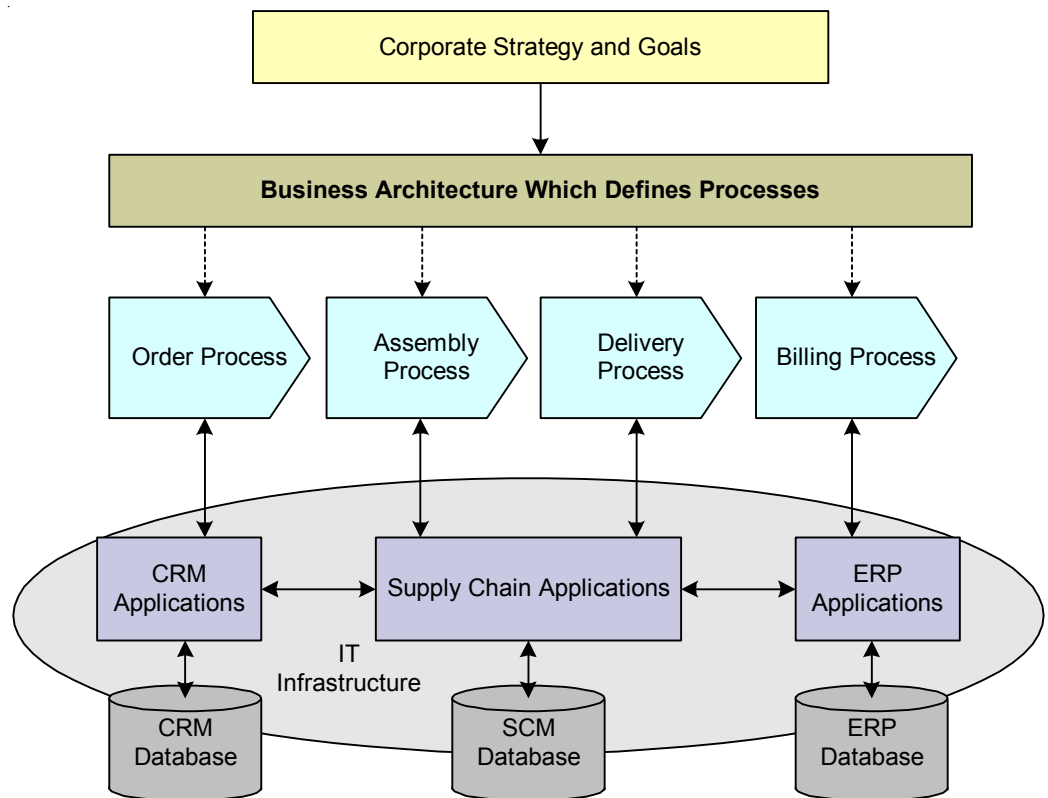 Corporate Strategy and Goals
Business Architecture Which Defines Processes
Order Process
Assembly
Process
Delivery
Process
Billing Process
CRM
Applications
Supply Chain Applications
ERP
Applications
IT
Infrastructure
CRM
Database
SCM
Database
ERP
Database